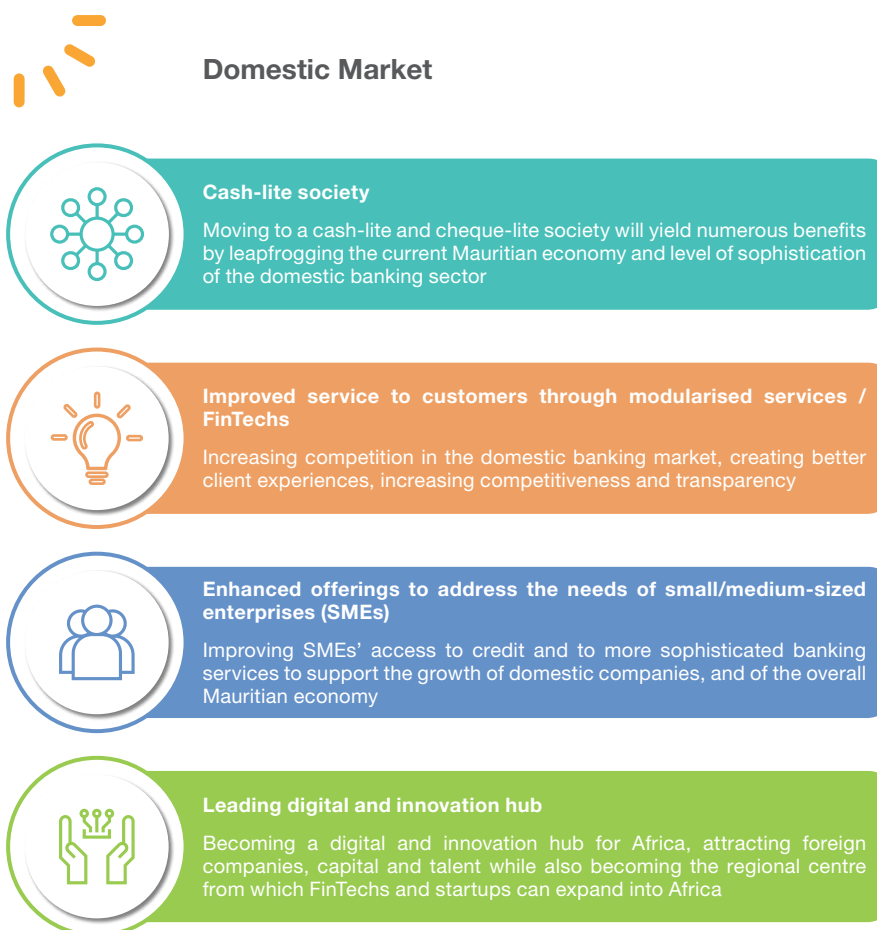 Domestic Market
Cash-lite society
Moving to a cash-lite and cheque-lite society will yield numerous benefits
by leapfrogging the current Mauritian economy and level of sophistication
of the domestic banking sector
Improved service to customers through modularised services /
FinTechs
Increasing competition in the domestic banking market, creating better
client experiences, increasing competitiveness and transparency
Enhanced offerings to address the needs of small/medium-sized
enterprises (SMEs)
Improving SMEs’ access to credit and to more sophisticated banking
services to support the growth of domestic companies, and of the overall
Mauritian economy
Leading digital and innovation hub
Becoming a digital and innovation hub for Africa, attracting foreign
companies, capital and talent while also becoming the regional centre
from which FinTechs and startups can expand into Africa